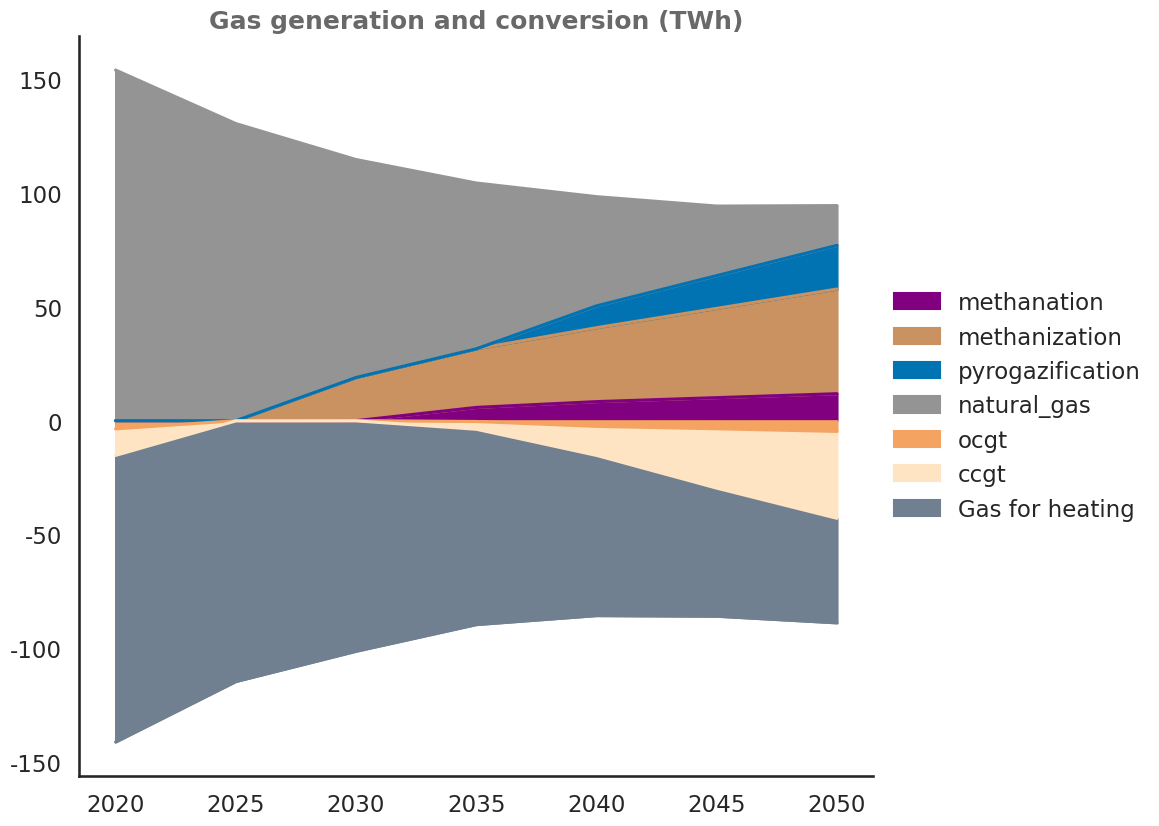 Gas generation and conversion (TWh)
150
100
50
0
-50
-100
-150
2020 2025 2030 2035 2040 2045 2050
methanation
methanization
pyrogazification
natural_gas
ocgt
ccgt
Gas for heating